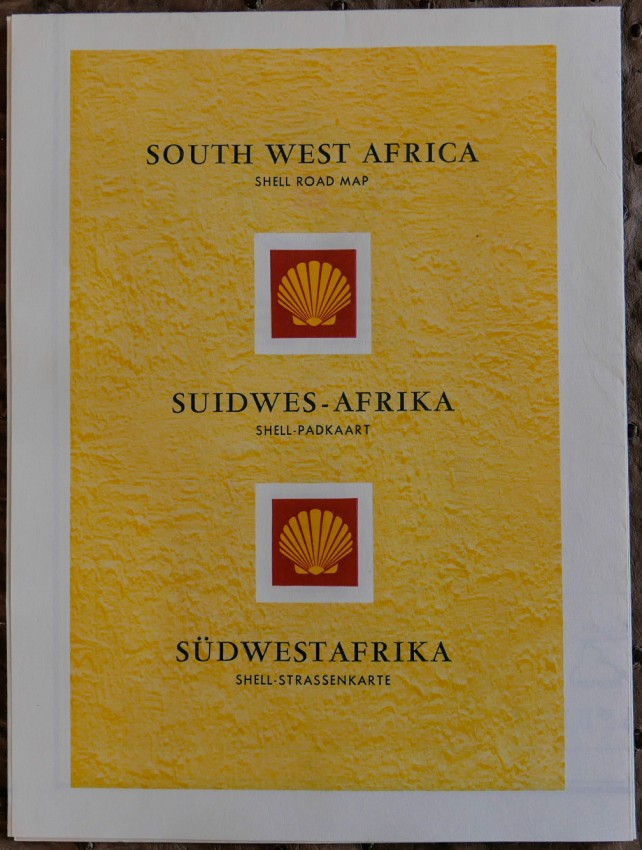 SOUTH WEST AFRICA
SHELL ROAD MAP
SUIDWES-AFRIKA
SHELL-PADKAART
SÜDWESTAFRIKA
SHELL-STRASSENKARTE